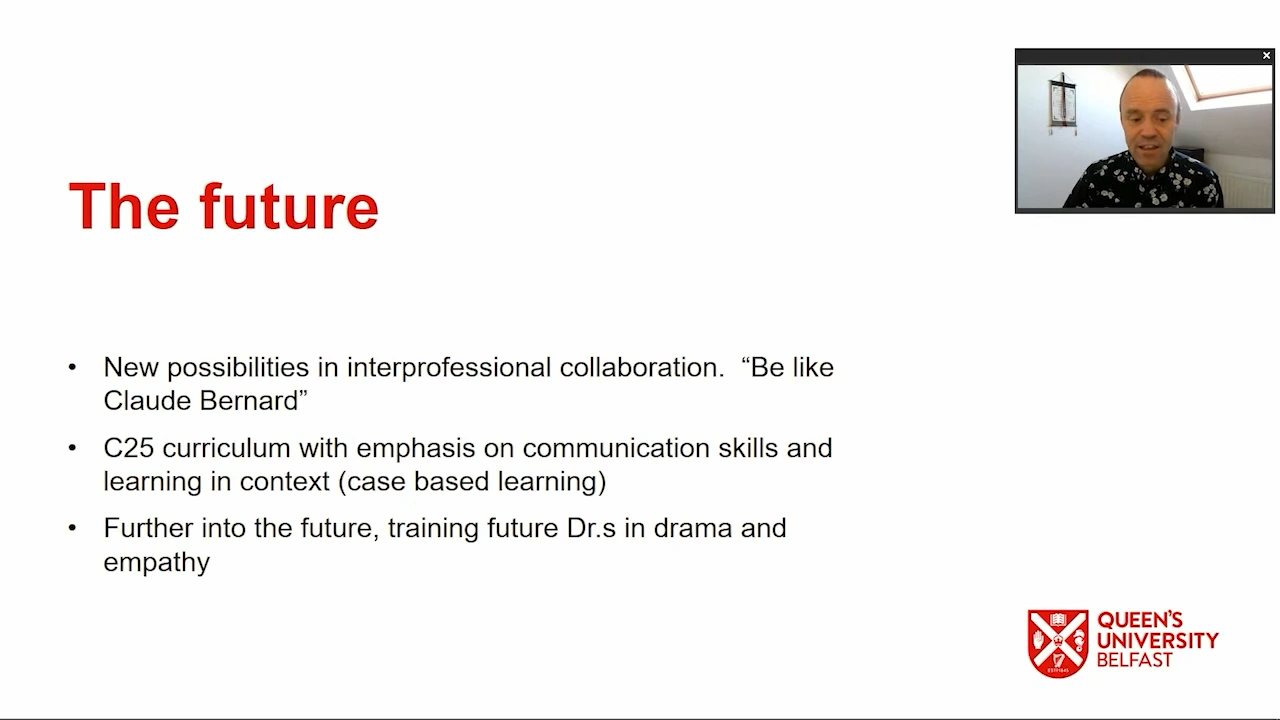 The future
• New possibilities in interprofessional collaboration.  “Be like
Claude Bernard”
• C25 curriculum with emphasis on communication skills and
learning in context (case based learning)
• Further into the future, training future Dr.s in drama and
empathy
QUEEN'S
UNIVERSITY
BELFAST